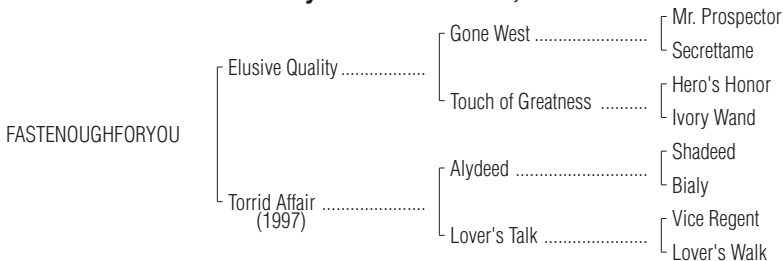 Mr. Prospector
Gone West ......................
Secrettame
Elusive Quality..................
Hero's Honor
Touch of Greatness ..........
Ivory Wand
FASTENOUGHFORYOU
Shadeed
Alydeed ............................
Bialy
Torrid Affair ......................
(1997)
Vice Regent
Lover's Talk ......................
Lover's Walk